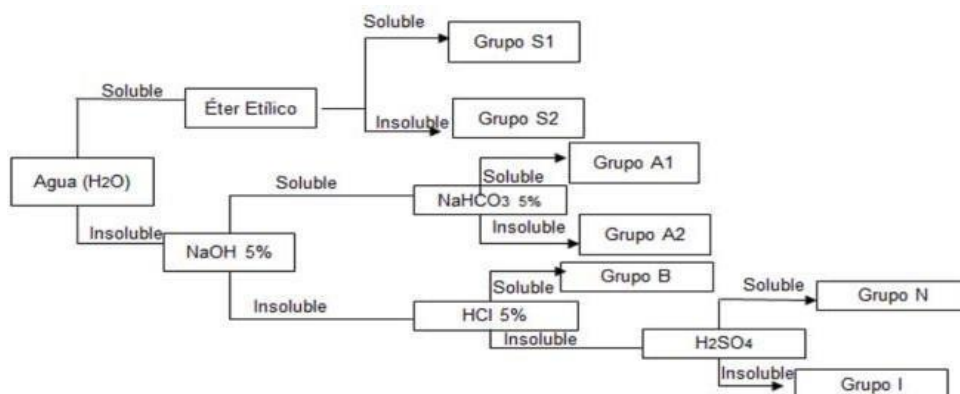 Soluble
Grupo S1
Soluble
Éter Etílico
Insoluble
Grupo S2
Agua (H2O)
Grupo A1
Soluble
Soluble
NaHCO3 5%
Insoluble
Insoluble
NaOH 5%
Grupo A2
Grupo B
Soluble
Insoluble
HCl 5%
Soluble
Grupo N
Insoluble
H2SO4
Insoluble
Grupo I